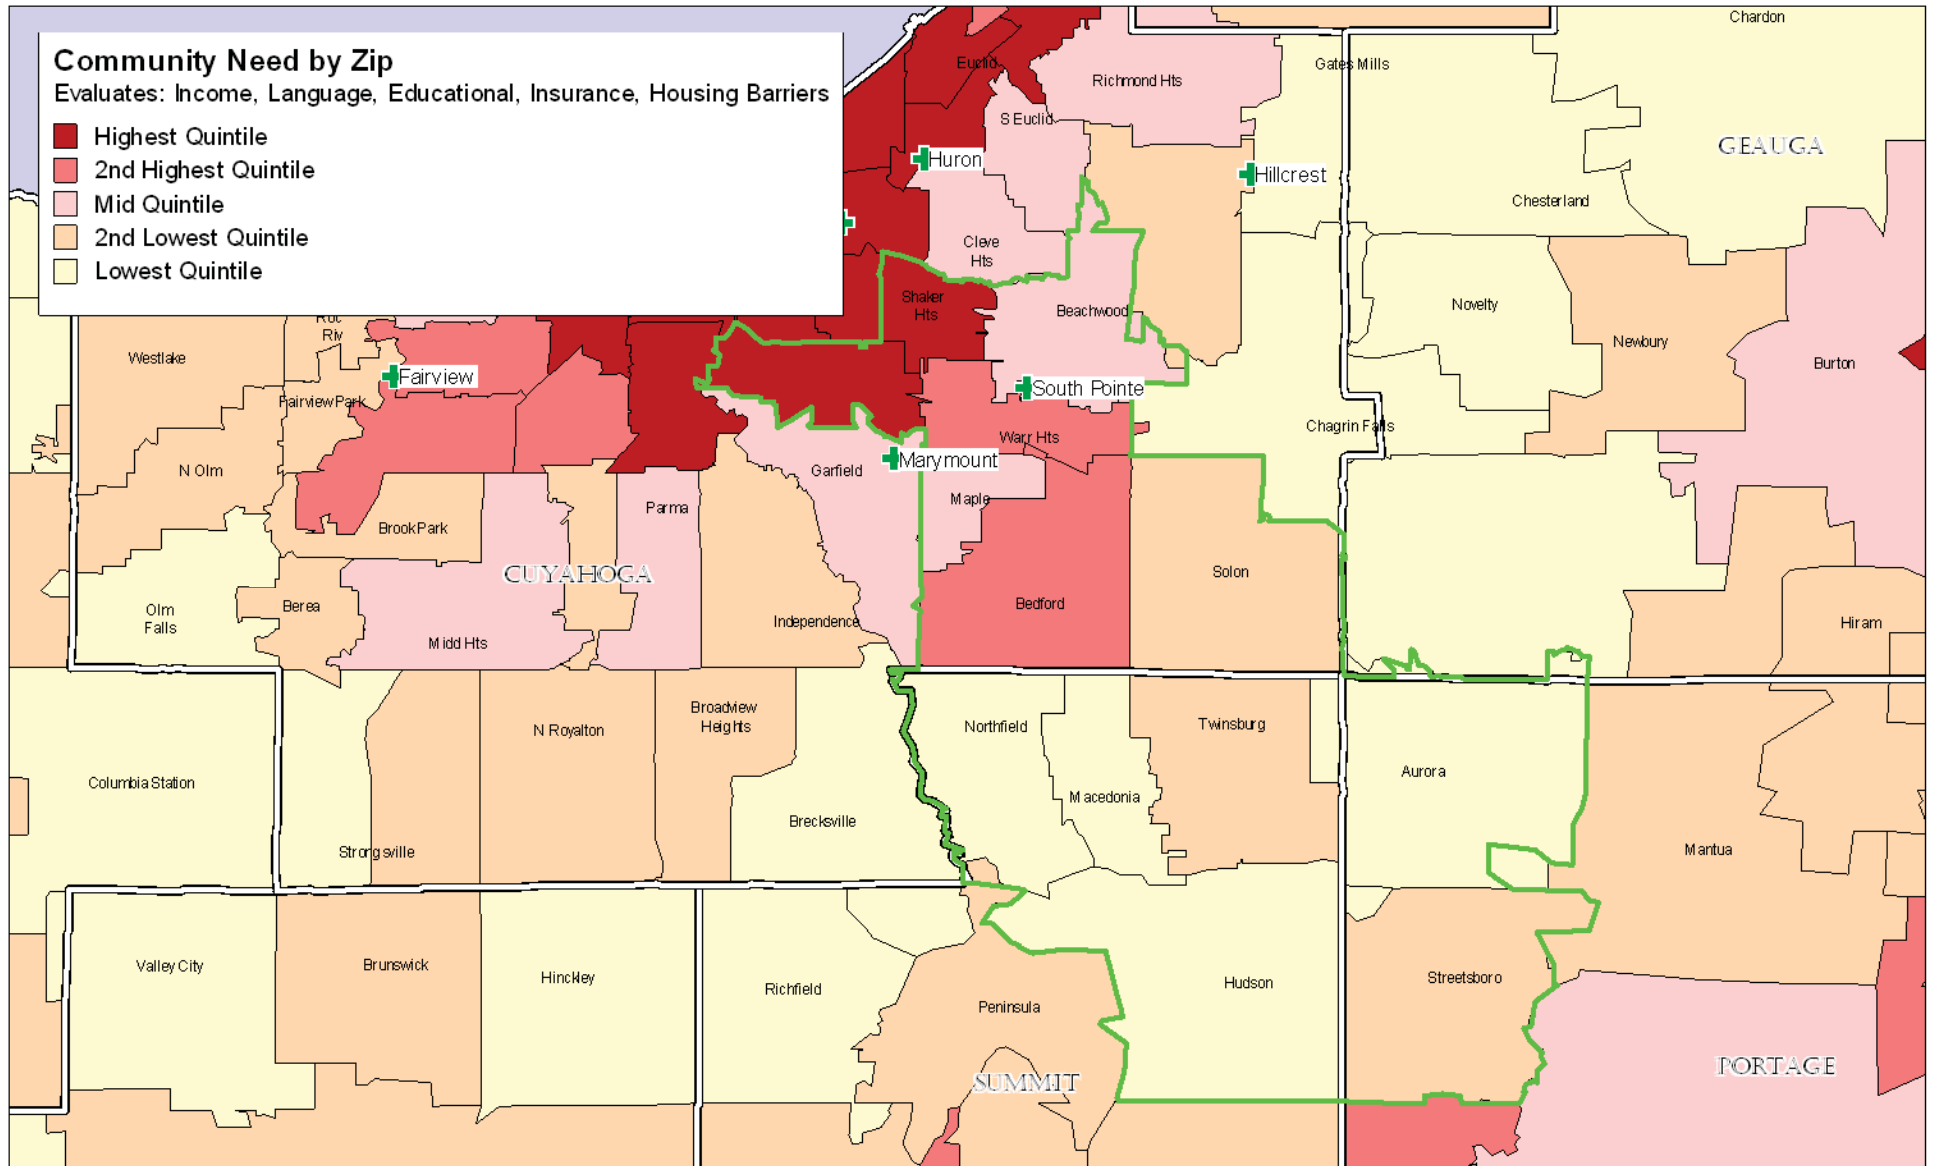 Community Need by Zip
Evaluates: Income, Language, Educational, Insurance, Housing Barriers
Highest Quintile
2nd Highest Quintile
Mid Quintile
2nd Lowest Quintile
Lowest Quintile
Chardon
Euclid
Gates Mills
Richmond Hts
S Euclid
GEAUGA
Huron
Hillcrest
Chesterland
Cleve
Hts
Shaker
Hts
Beachwood
Novelty
Riv
Newbury
Westlake
Burton
Fairview
South Pointe
Fairview Park
Chagrin Falls
Warr Hts
Marymount
N Olm
Garfield
Maple
Parma
Brook Park
CUYAHOGA
Solon
Bedford
Berea
Olm
Falls
Independence
Hiram
Midd Hts
Broadview
Heights
Northfield
Twinsburg
N Royalton
Aurora
Columbia Station
Macedonia
Brecksville
Strongsville
Mantua
Valley City
Brunswick
Hinckley
Streetsboro
Hudson
Richfield
Peninsula
PORTAGE
SUMMIT